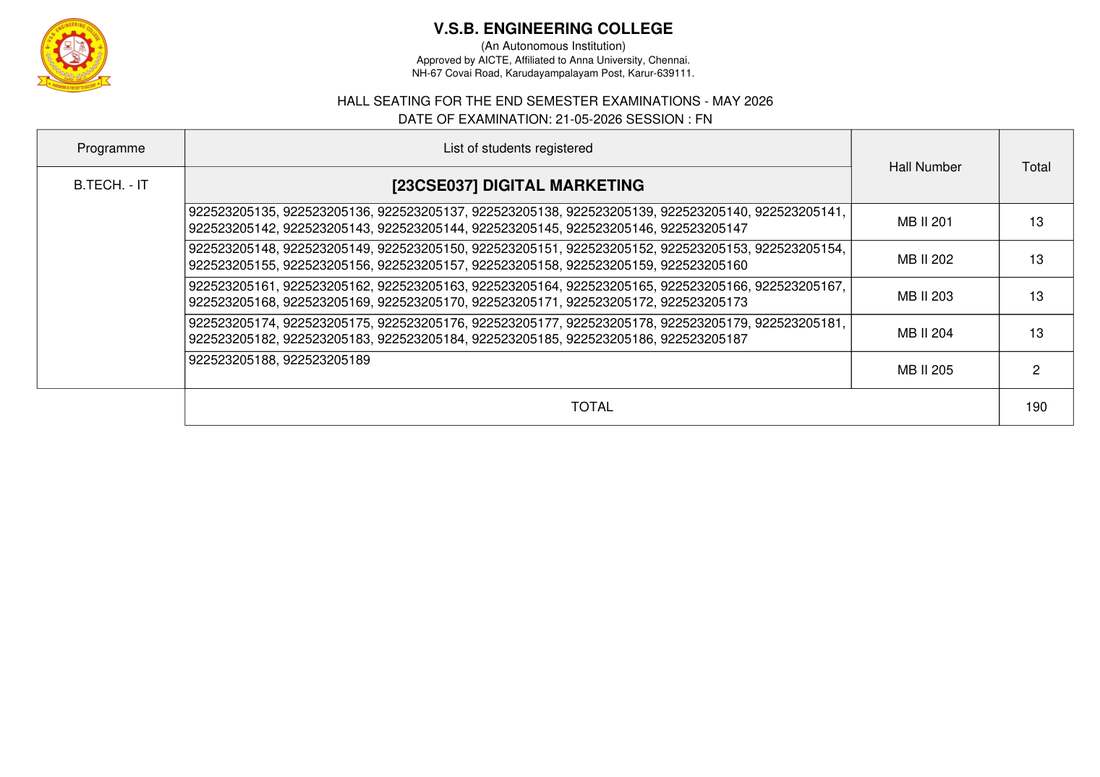 V.S.B. ENGINEERING COLLEGE
(An Autonomous Institution)
Approved by AICTE, Affiliated to Anna University, Chennai.
NH-67 Covai Road, Karudayampalayam Post, Karur-639111.
HALL SEATING FOR THE END SEMESTER EXAMINATIONS - MAY 2026
DATE OF EXAMINATION: 21-05-2026 SESSION : FN
Programme
List of students registered
Hall Number
Total
B.TECH. - IT
[23CSE037] DIGITAL MARKETING
922523205135, 922523205136, 922523205137, 922523205138, 922523205139, 922523205140, 922523205141,
922523205142, 922523205143, 922523205144, 922523205145, 922523205146, 922523205147
MB II 201
13
922523205148, 922523205149, 922523205150, 922523205151, 922523205152, 922523205153, 922523205154,
922523205155, 922523205156, 922523205157, 922523205158, 922523205159, 922523205160
MB II 202
13
922523205161, 922523205162, 922523205163, 922523205164, 922523205165, 922523205166, 922523205167,
922523205168, 922523205169, 922523205170, 922523205171, 922523205172, 922523205173
MB II 203
13
922523205174, 922523205175, 922523205176, 922523205177, 922523205178, 922523205179, 922523205181,
922523205182, 922523205183, 922523205184, 922523205185, 922523205186, 922523205187
MB II 204
13
922523205188, 922523205189
MB II 205
2
TOTAL
190